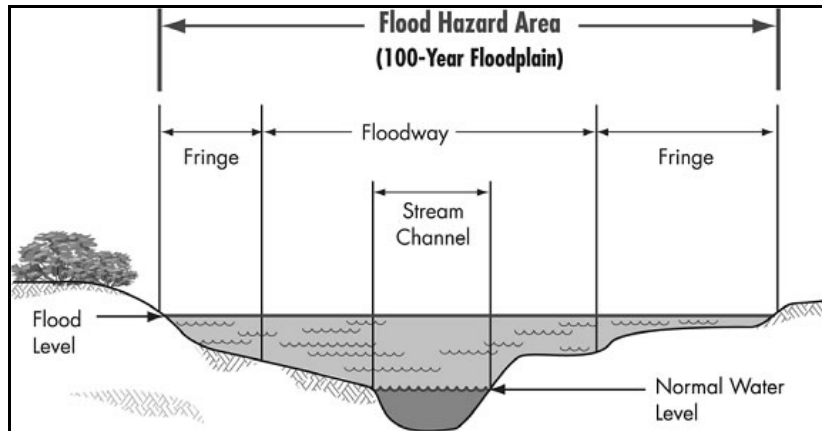 Flood Hazard Area
(100-Year Floodplain)
Floodway
Fringe
Fringe
Stream
Channel
Flood
Level
Normal Water
Level